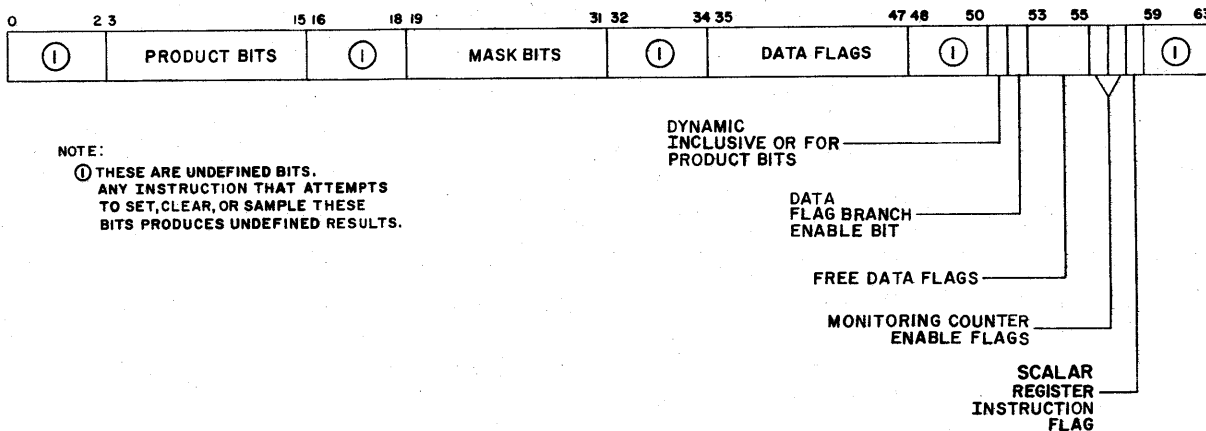 0 2 3 15 16 18 19 31 32 34 35 47 48 50 53 55 59 63
① PRODUCT BITS ① MASK BITS ① DATA FLAGS ① ①
DYNAMIC
INCLUSIVE OR FOR
PRODUCT BITS
NOTE:
① THESE ARE UNDEFINED BITS.
ANY INSTRUCTION THAT ATTEMPTS
TO SET, CLEAR, OR SAMPLE THESE
BITS PRODUCES UNDEFINED RESULTS.
DATA
FLAG BRANCH
ENABLE BIT
FREE DATA FLAGS
MONITORING COUNTER
ENABLE FLAGS
SCALAR
REGISTER
INSTRUCTION
FLAG